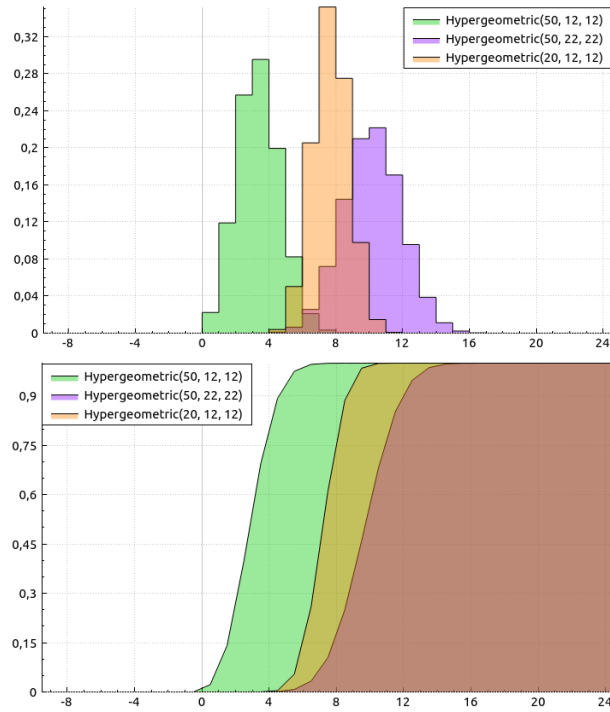 0,32
0,28
0,24
0,2
0,16
0,12
0,08
0,04
0
Hypergeometric(50, 12, 12)
Hypergeometric(50, 22, 22)
Hypergeometric(20, 12, 12)
-8 -4 0 4 8 12 16 20 24
Hypergeometric(50, 12, 12)
Hypergeometric(50, 22, 22)
Hypergeometric(20, 12, 12)
0,9
0,75
0,6
0,45
0,3
0,15
0
-8 -4 0 4 8 12 16 20 24